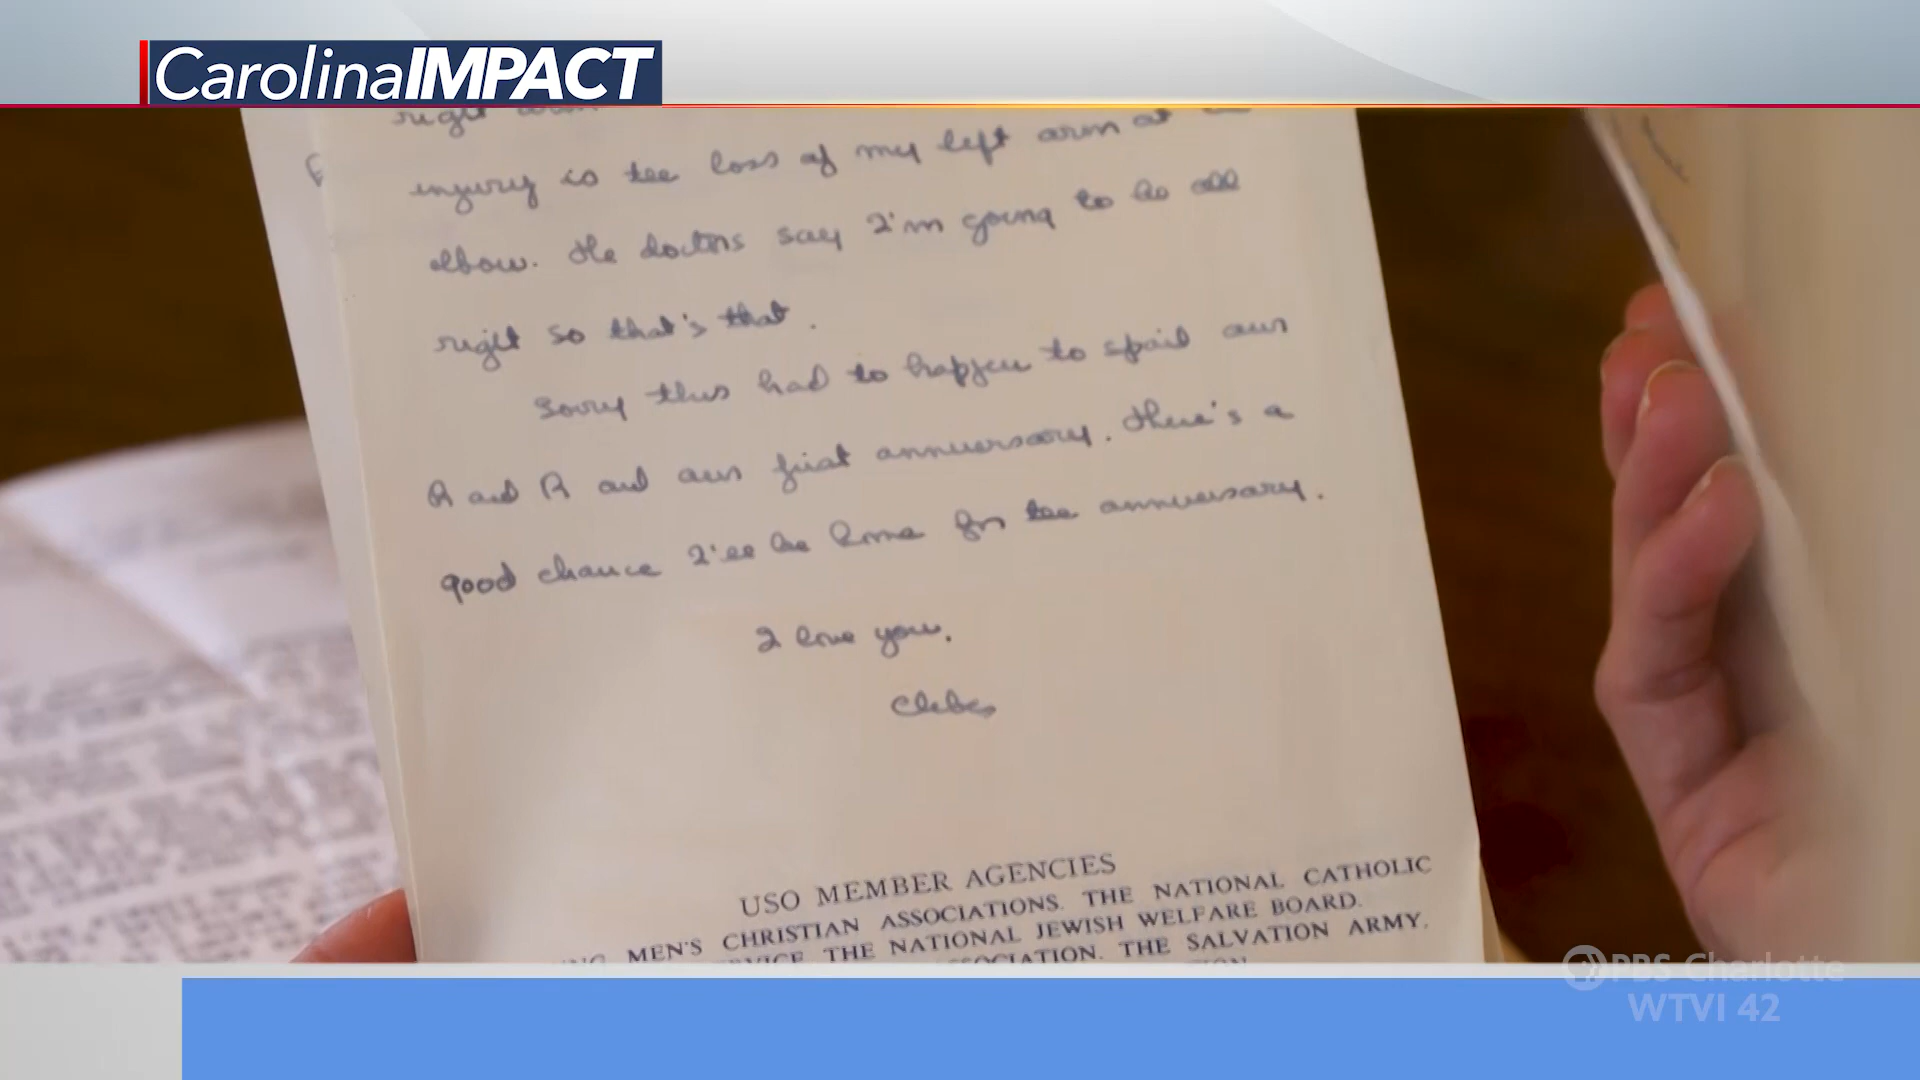 CarolinaIMPACT
right arm
injury is the loss of my left arm at
elbow. The doctors say I'm going to be all
right so that's that.
Sorry this had to happen to spoil our
R and R and our first anniversary. There's a
good chance I'll be home for the anniversary.
I love you.
USO MEMBER AGENCIES
MEN'S CHRISTIAN ASSOCIATIONS. THE NATIONAL CATHOLIC
THE NATIONAL JEWISH WELFARE BOARD.
THE SALVATION ARMY.
PBS Charlotte
WTVI 42